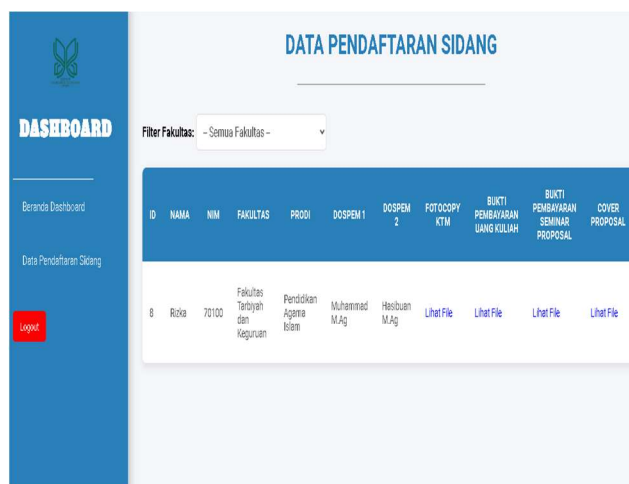 DATA PENDAFTARAN SIDANG
DASHBOARD
Beranda Dashboard
Data Pendaftaran Sidang
Logout
Filter Fakultas: -- Semua Fakultas --
ID NAMA NIM FAKULTAS PRODI DOSPEM 1 DOSPEM 2 FOTOCOPY KTM BUKTI PEMBAYARAN UANG KULIAH BUKTI PEMBAYARAN SEMINAR PROPOSAL COVER PROPOSAL
8 Rizka 70100 Fakultas Tarbiyah dan Keguruan Pendidikan Agama Islam Muhammad M.Ag Hasibuan M.Ag Lihat File Lihat File Lihat File Lihat File